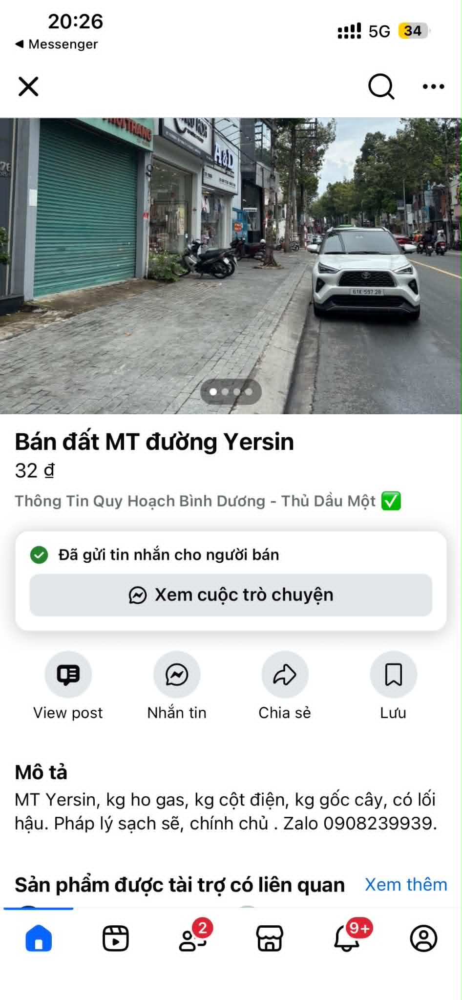 20:26
5G
34
Messenger
A&D
61K-597.28
Bán đất MT đường Yersin
32 ₫
Thông Tin Quy Hoạch Bình Dương - Thủ Dầu Một ✅
Đã gửi tin nhắn cho người bán
Xem cuộc trò chuyện
View post
Nhắn tin
Chia sẻ
Lưu
Mô tả
MT Yersin, kg ho gas, kg cột điện, kg gốc cây, có lối
hậu. Pháp lý sạch sẽ, chính chủ . Zalo 0908239939.
Sản phẩm được tài trợ có liên quan
Xem thêm
2
9+